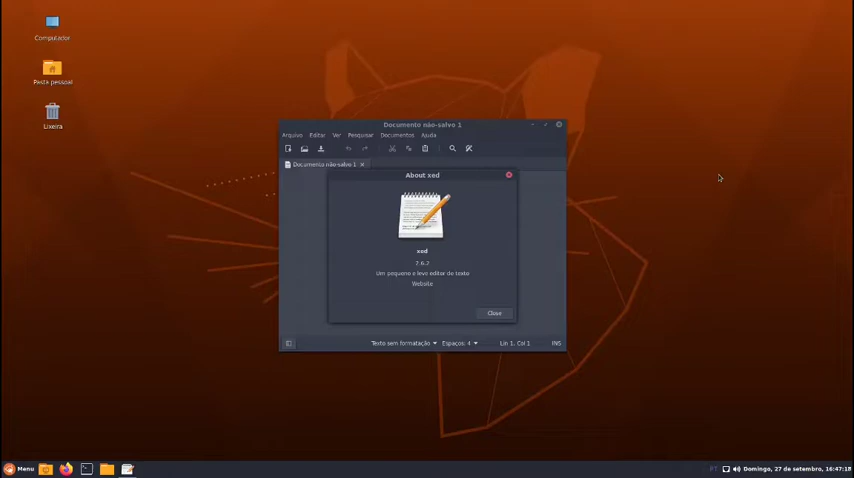 Computador
Pasta pessoal
Lixeira
Documento não-salvo 1
Arquivo Editar Ver Pesquisar Documentos Ajuda
Documento não-salvo 1
About xed
xed
2.6.2
Um pequeno e leve editor de texto
Website
Close
Texto sem formatação Espaços: 4 Lin 1, Col 1 INS
Menu
PT Domingo, 27 de setembro, 16:47:18